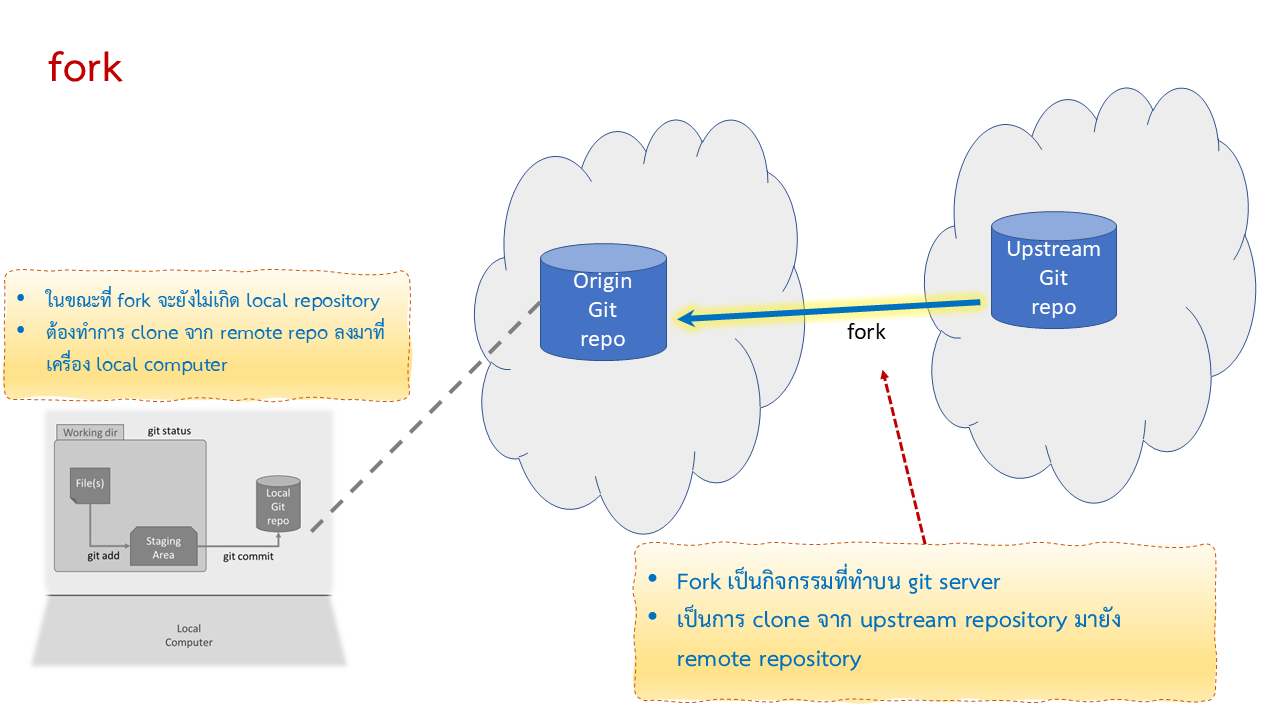 fork
Upstream
Git
repo
Origin
Git
repo
fork
• ในขณะที่ fork จะยังไม่เกิด local repository
• ต้องทำการ clone จาก remote repo ลงมาที่
เครื่อง local computer
Working dir
git status
File(s)
Local
Git
repo
Staging
Area
git add
git commit
Local
Computer
• Fork เป็นกิจกรรมที่ทำบน git server
• เป็นการ clone จาก upstream repository มายัง
remote repository